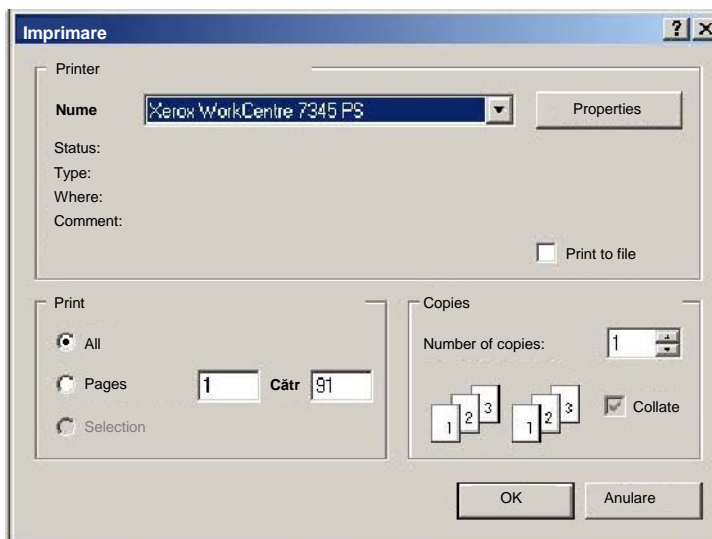 Imprimare
Printer
Nume Xerox WorkCentre 7345 PS Properties
Status:
Type:
Where:
Comment:
Print to file
Print
All
Pages 1 Cătr 91
Selection
Copies
Number of copies: 1
1 2 3 1 2 3 Collate
OK Anulare